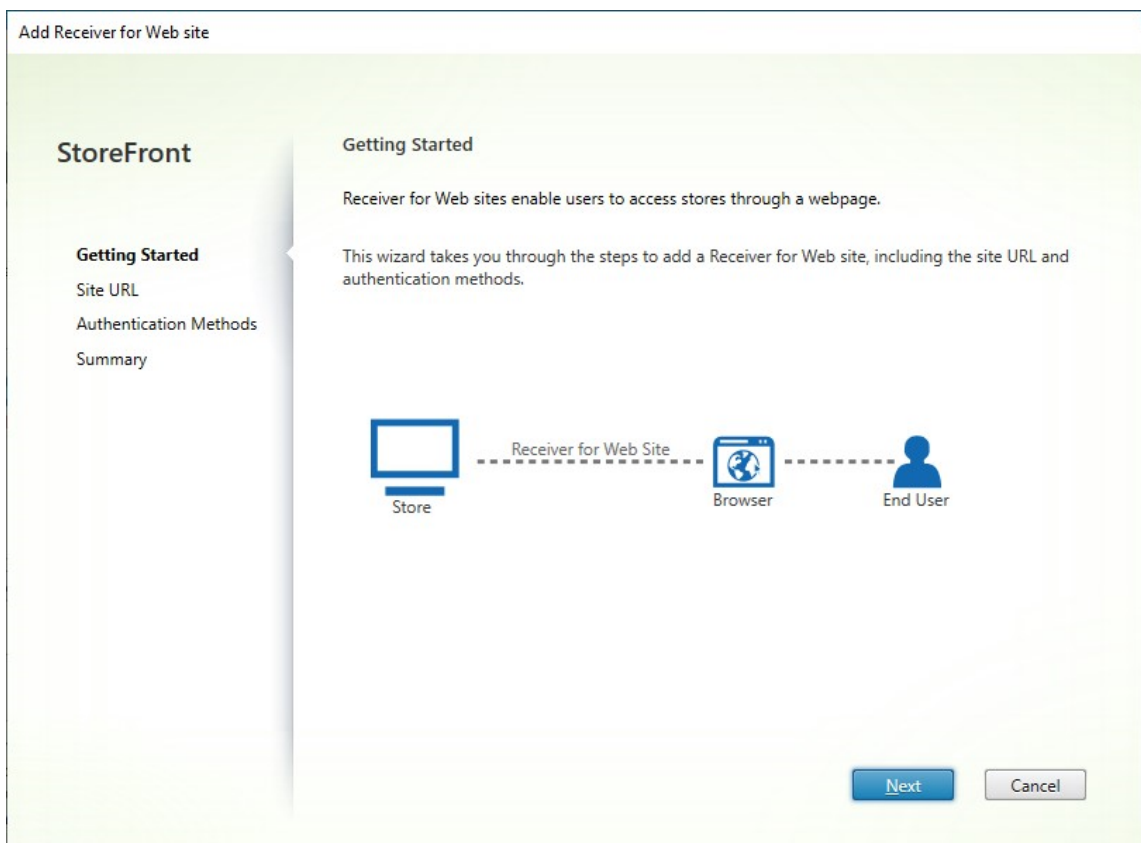 Add Receiver for Web site
StoreFront
Getting Started
Site URL
Authentication Methods
Summary
Getting Started
Receiver for Web sites enable users to access stores through a webpage.
This wizard takes you through the steps to add a Receiver for Web site, including the site URL and
authentication methods.
Receiver for Web Site
Store
Browser
End User
Next
Cancel